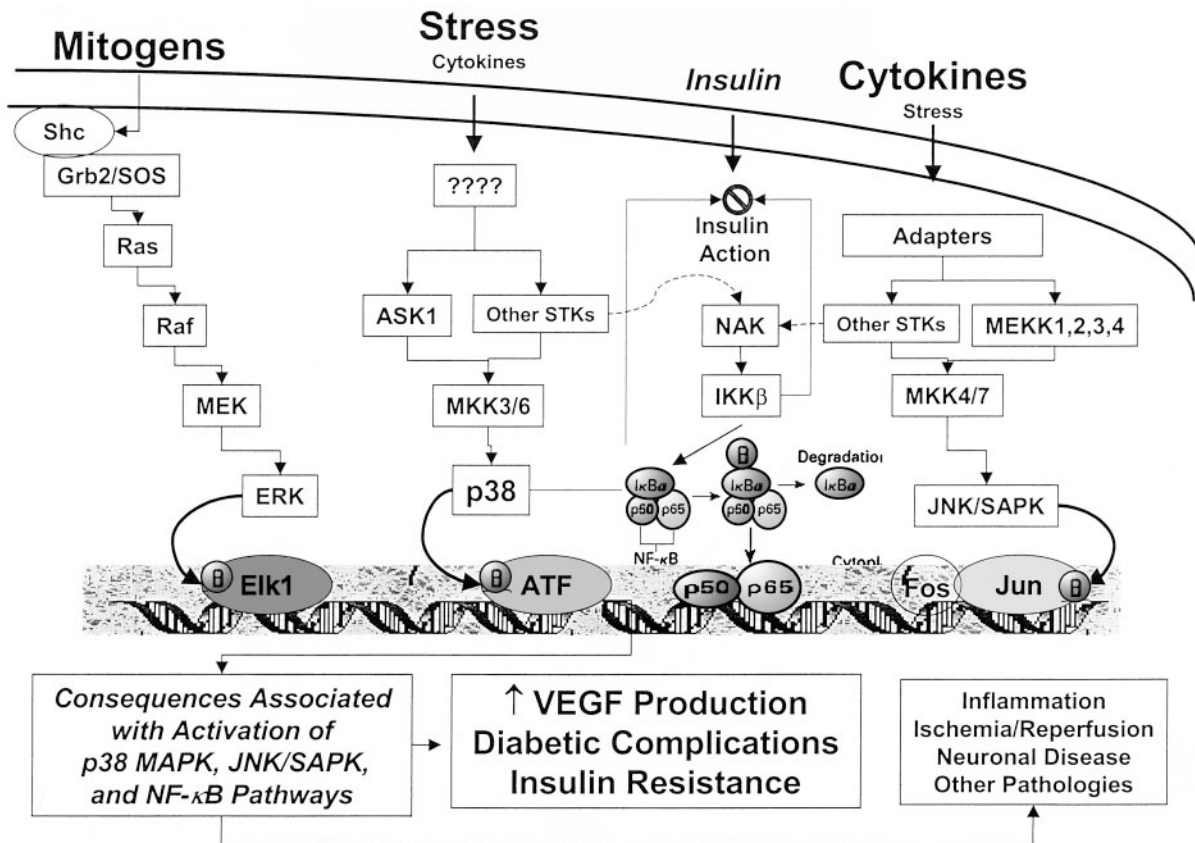 Mitogens
Stress
Cytokines
Insulin
Cytokines
Stress
Shc
Grb2/SOS
Ras
Raf
MEK
ERK
????
ASK1
Other STKs
MKK3/6
p38
Insulin
Action
NAK
IKKβ
Adapters
Other STKs
MEKK1,2,3,4
MKK4/7
JNK/SAPK
IκBα
p50
p65
NF-κB
IκBα
p50
p65
Degradation
IκBα
Elk1
ATF
p50
p65
Cytopl
Fos
Jun
Consequences Associated
with Activation of
p38 MAPK, JNK/SAPK,
and NF-κB Pathways
↑ VEGF Production
Diabetic Complications
Insulin Resistance
Inflammation
Ischemia/Reperfusion
Neuronal Disease
Other Pathologies